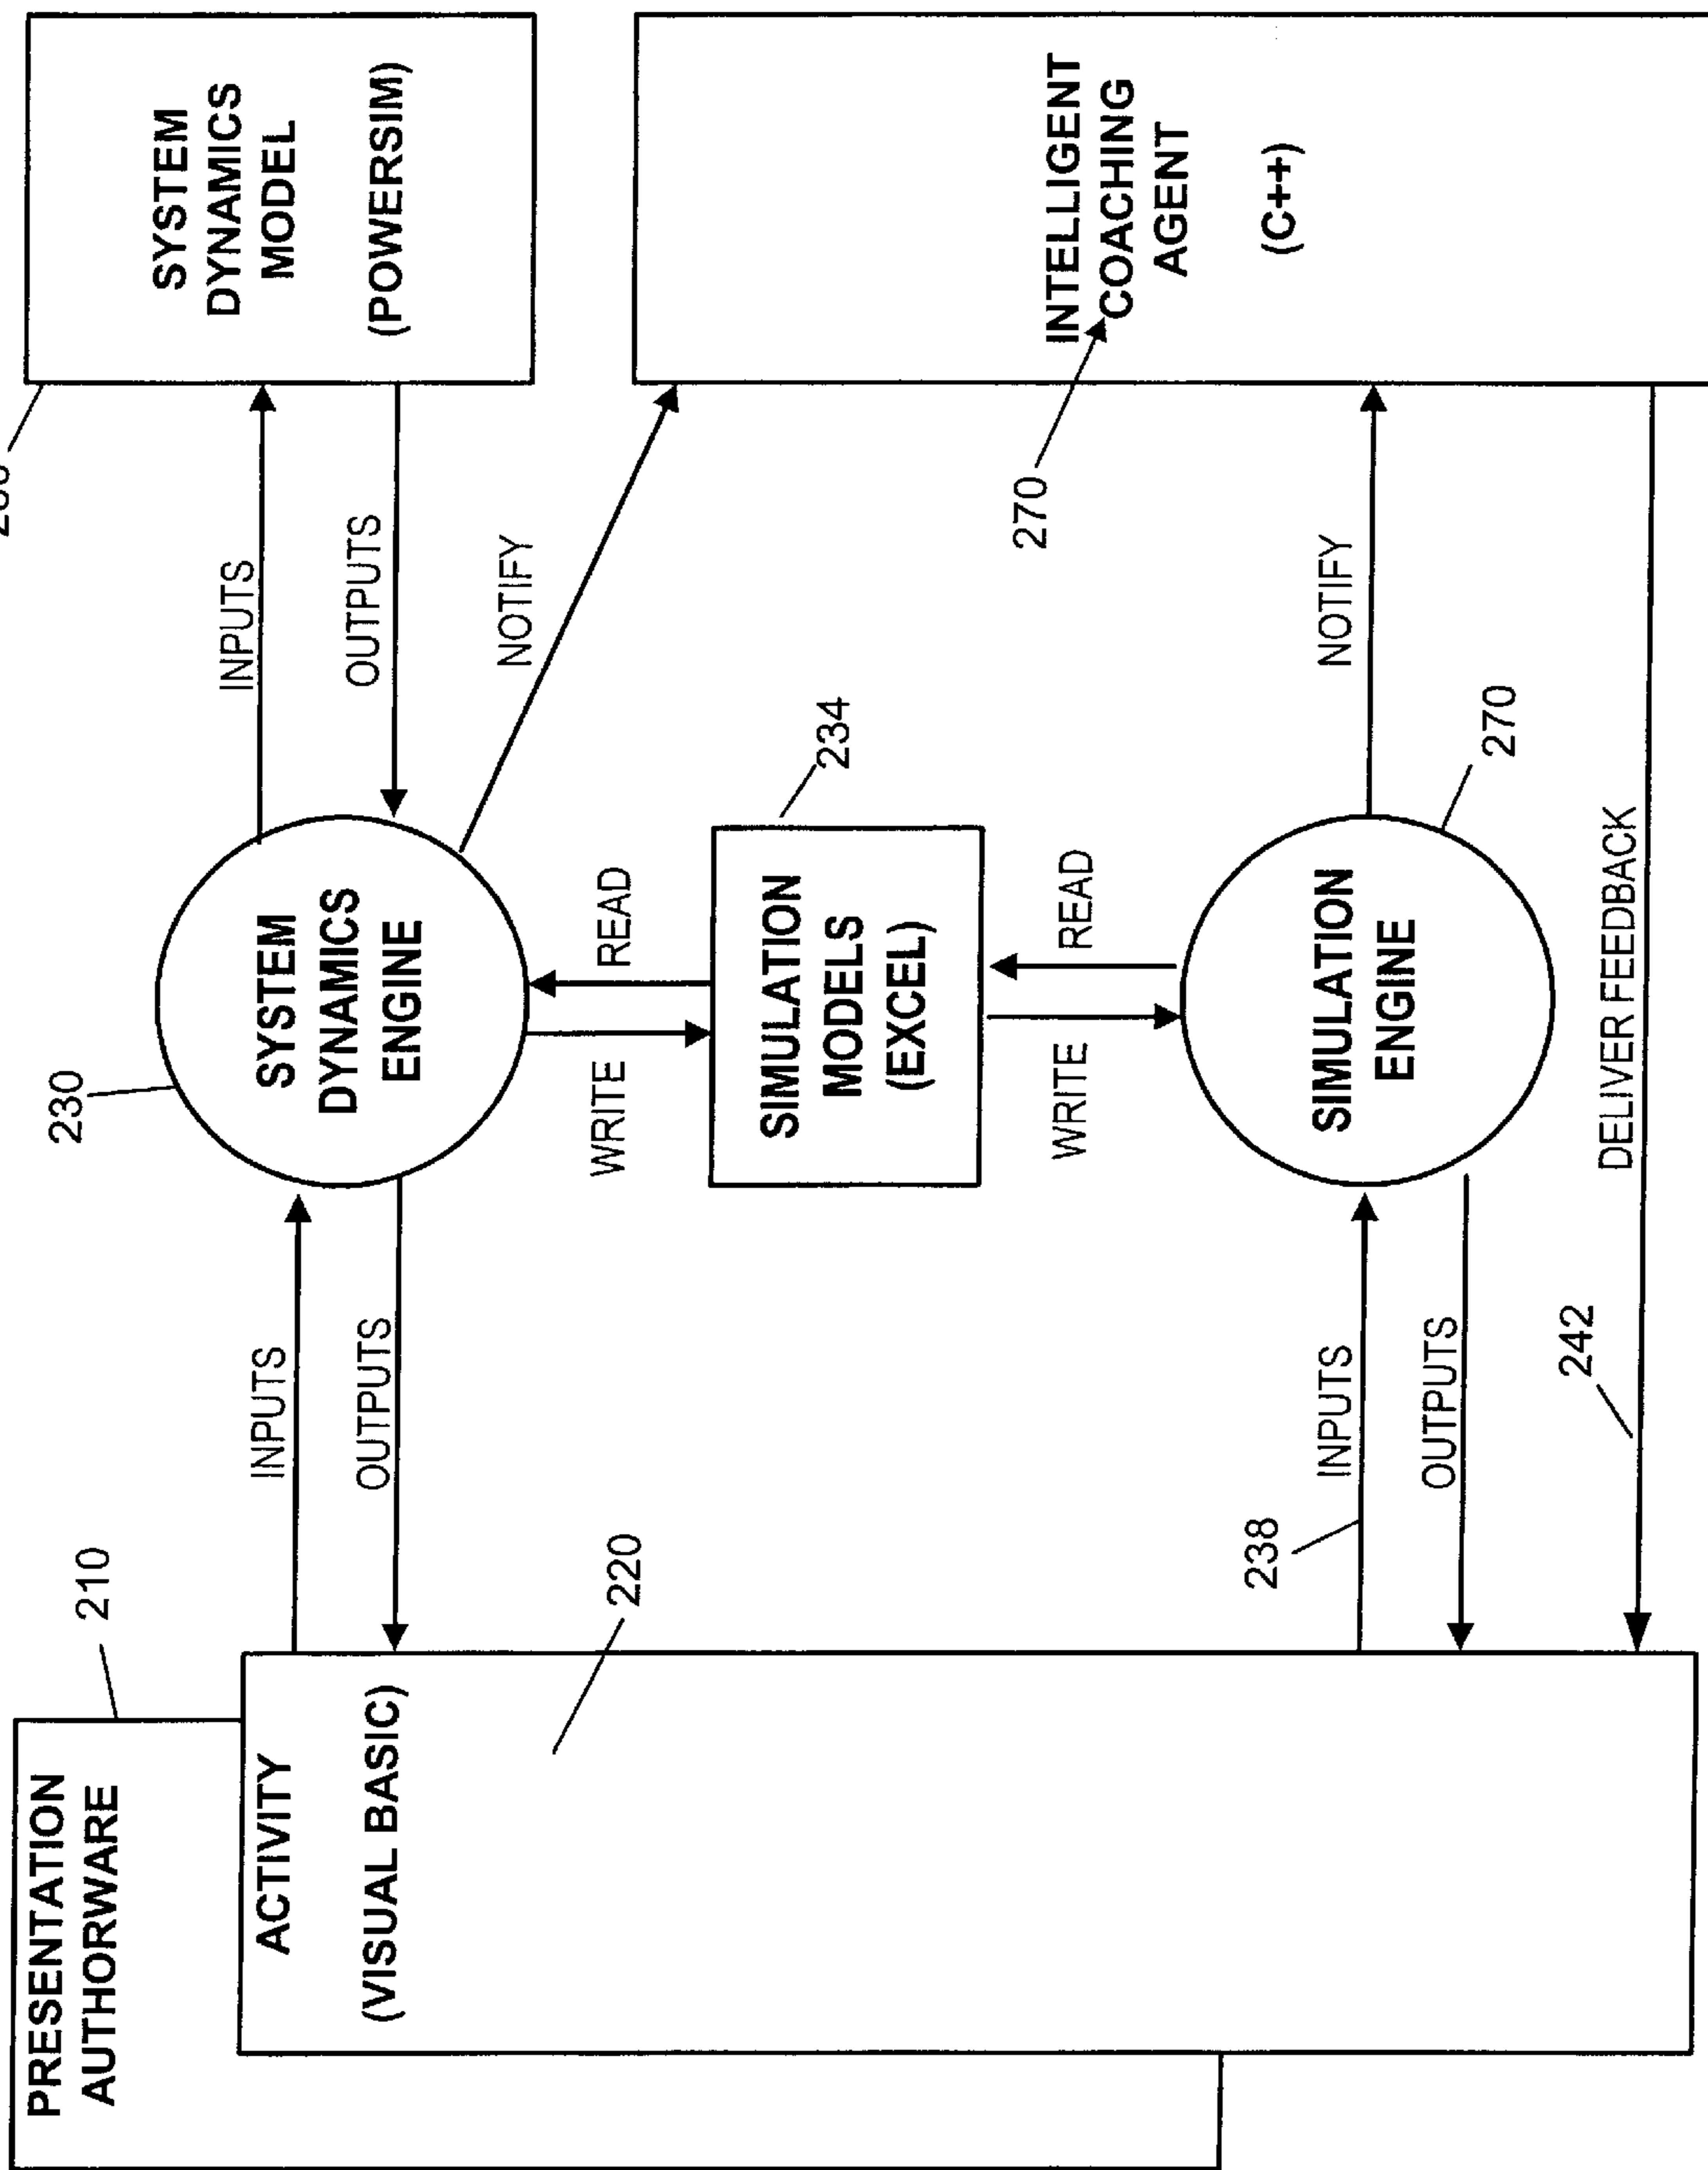 PRESENTATION
AUTHORWARE
210
ACTIVITY
(VISUAL BASIC)
220
INPUTS
OUTPUTS
238
INPUTS
OUTPUTS
242
DELIVER FEEDBACK
230
SYSTEM
DYNAMICS
ENGINE
WRITE
READ
SIMULATION
MODELS
(EXCEL)
234
WRITE
READ
SIMULATION
ENGINE
270
INPUTS
OUTPUTS
NOTIFY
NOTIFY
SYSTEM
DYNAMICS
MODEL
(POWERSIM)
270
INTELLIGENT
COACHING
AGENT
(C++)